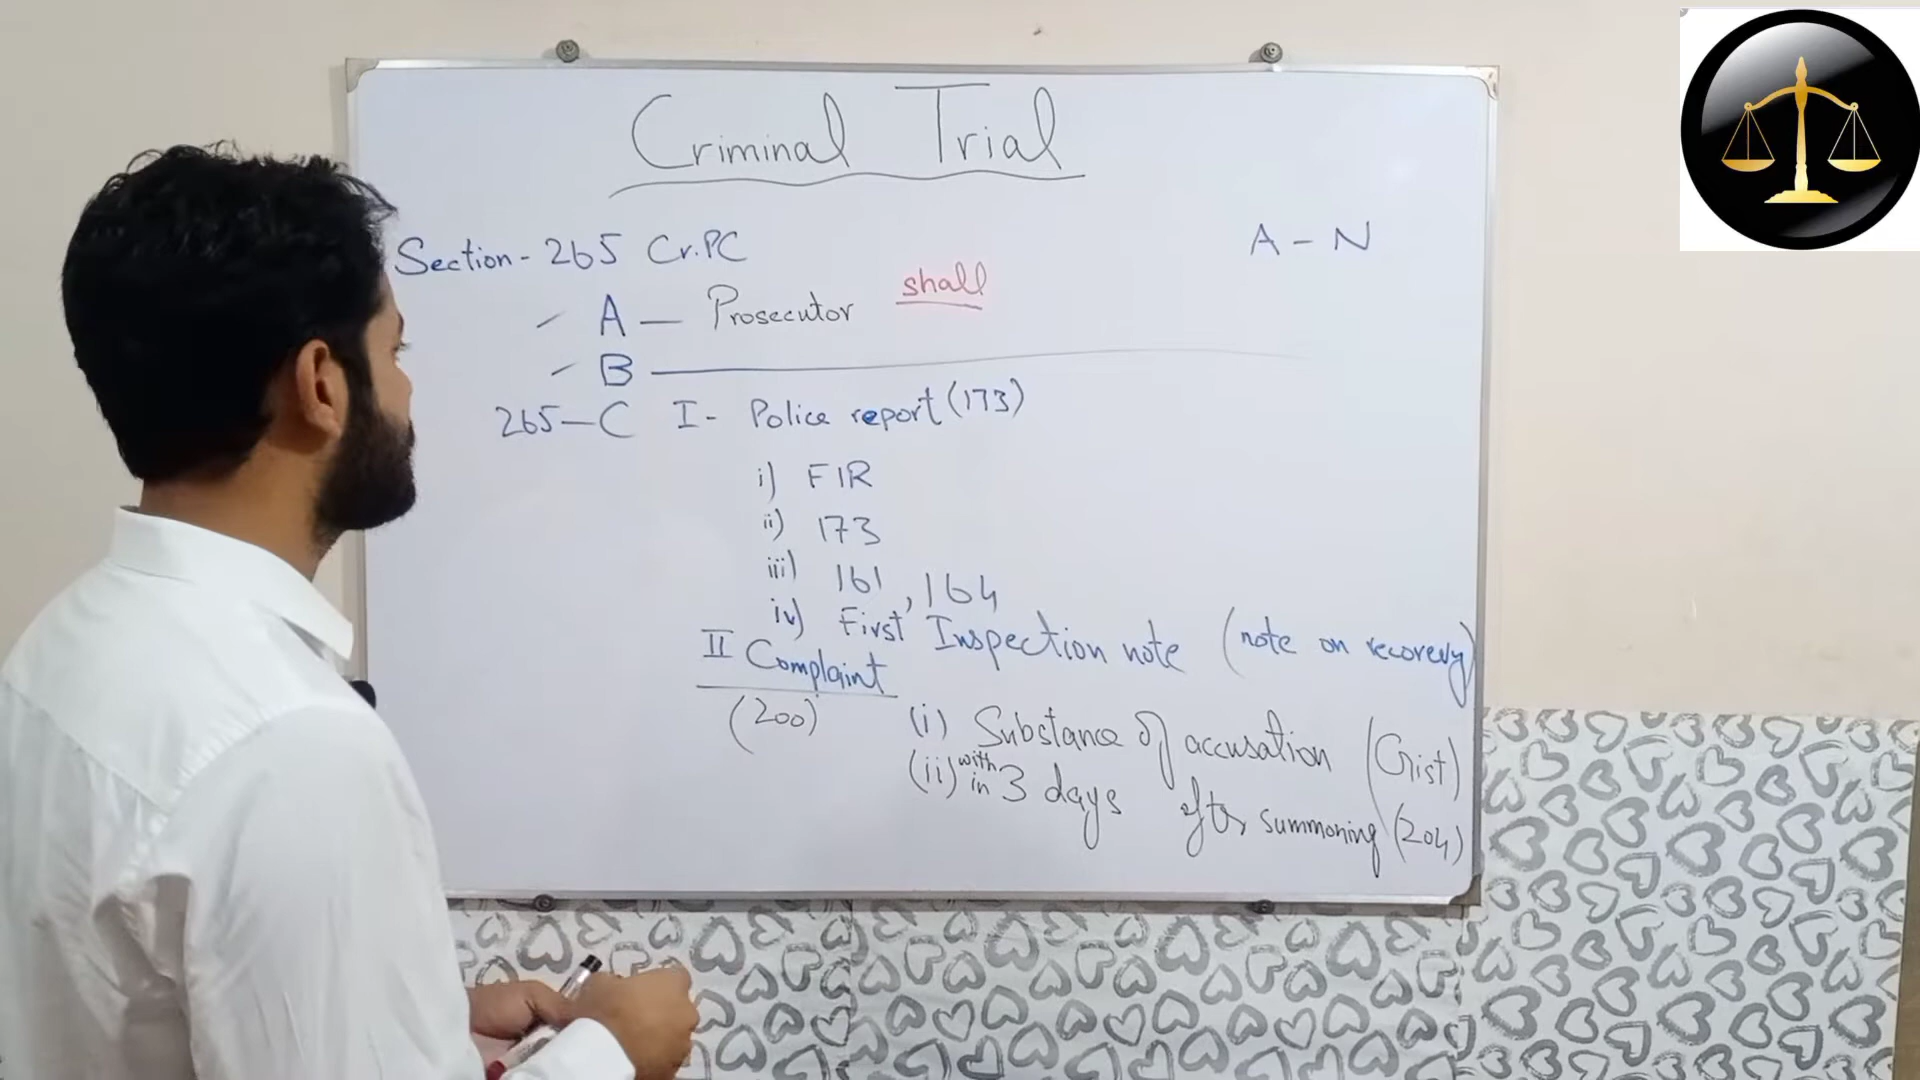 Criminal Trial
Section - 265 Cr.PC A - N
A — Prosecutor shall
B
265 - C I - Police report (173)
i) FIR
ii) 173
iii) 161, 164
iv) First Inspection note (note on recovery)
II Complaint
(200) (i) Substance of accusation (Gist)
(ii) with in 3 days after summoning (204)